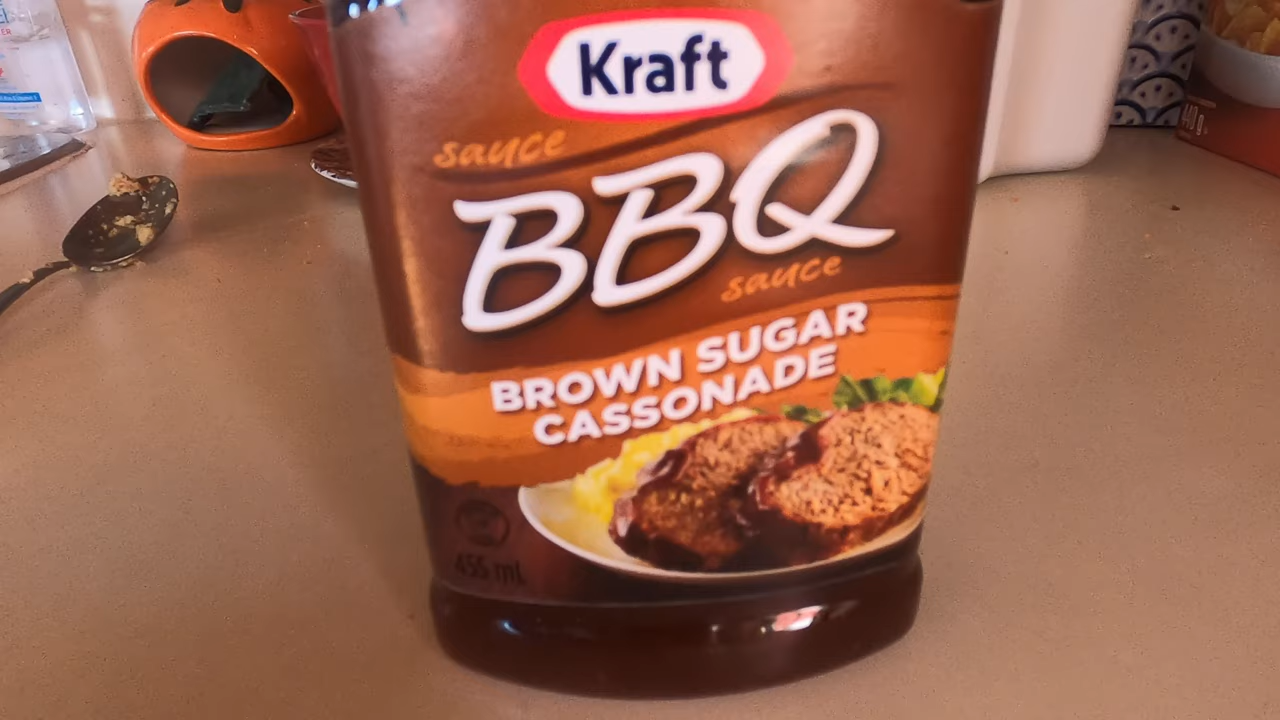 Kraft
sauce
BBQ
sauce
BROWN SUGAR
CASSONADE
455 ml